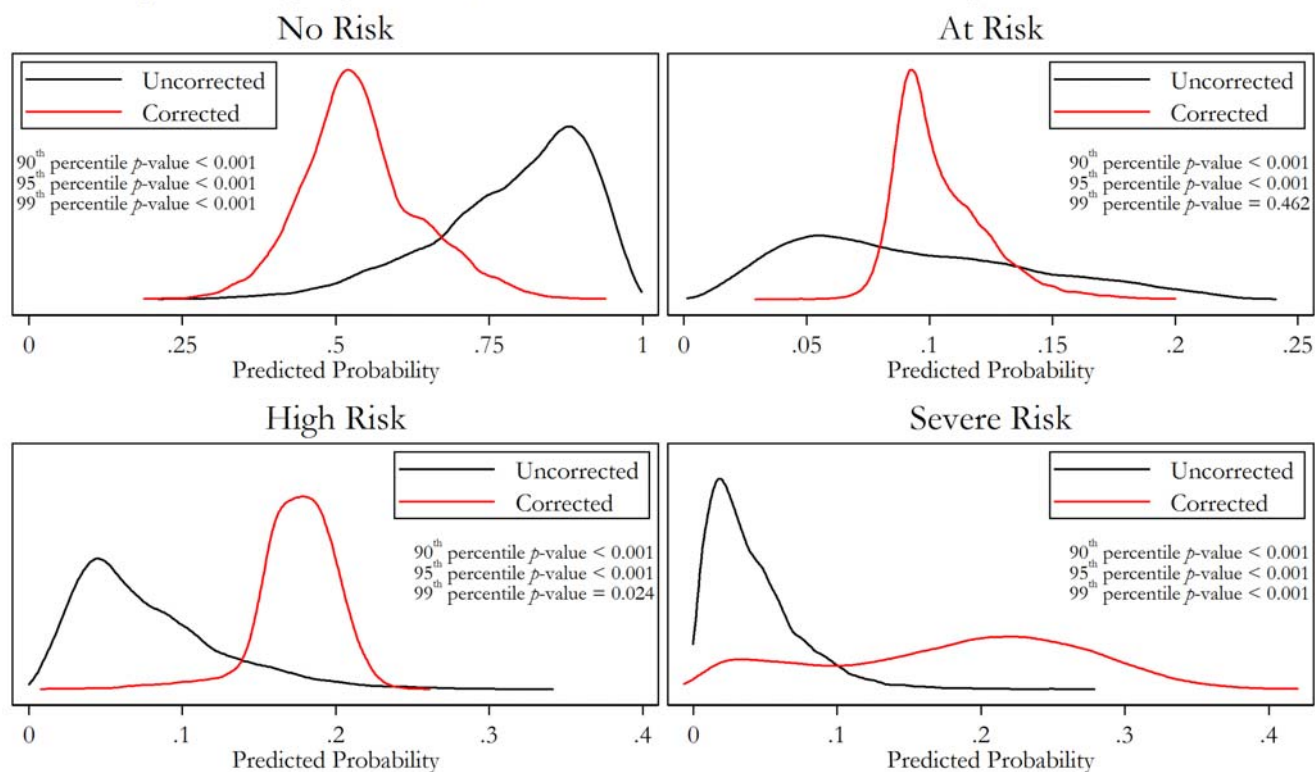 No Risk
Uncorrected
Corrected
90th percentile p-value < 0.001
95th percentile p-value < 0.001
99th percentile p-value < 0.001
0 .25 .5 .75 1
Predicted Probability
At Risk
Uncorrected
Corrected
90th percentile p-value < 0.001
95th percentile p-value < 0.001
99th percentile p-value = 0.462
0 .05 .1 .15 .2 .25
Predicted Probability
High Risk
Uncorrected
Corrected
90th percentile p-value < 0.001
95th percentile p-value < 0.001
99th percentile p-value = 0.024
0 .1 .2 .3 .4
Predicted Probability
Severe Risk
Uncorrected
Corrected
90th percentile p-value < 0.001
95th percentile p-value < 0.001
99th percentile p-value < 0.001
0 .1 .2 .3 .4
Predicted Probability